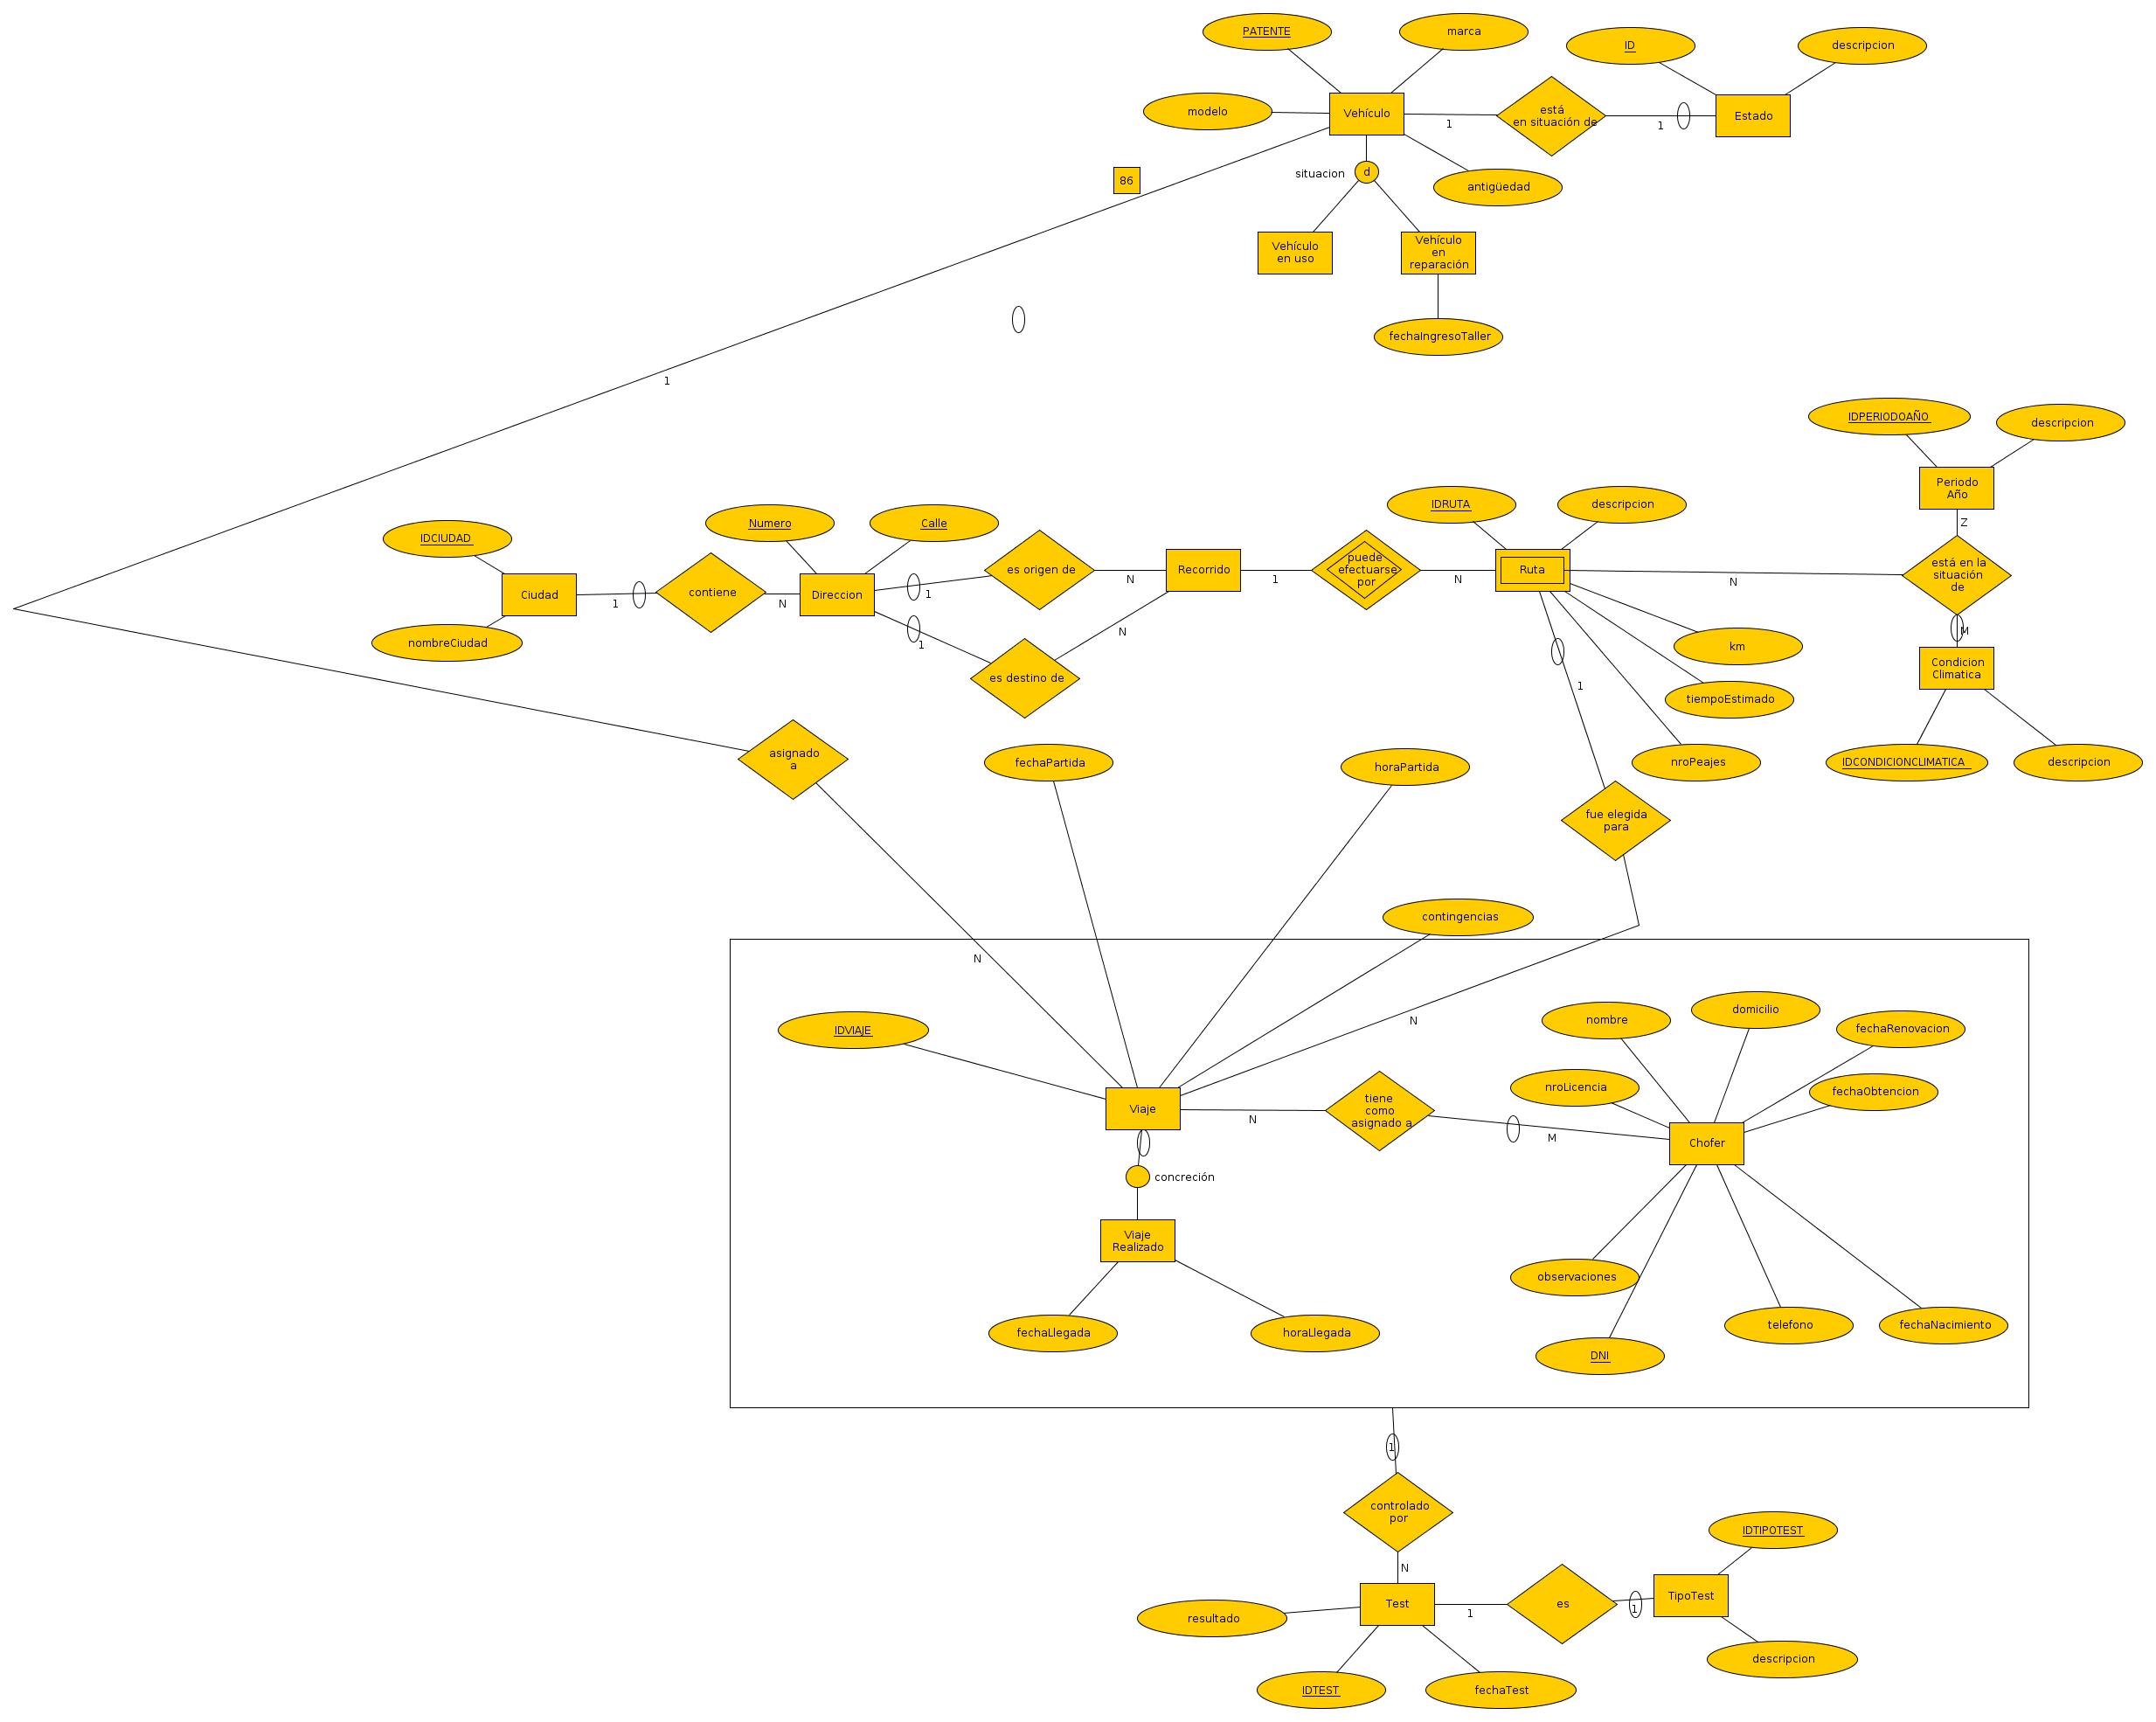 PATENTE
marca
ID
descripcion
modelo
Vehículo
1
está
en situación de
1
Estado
86
situacion
d
antigüedad
Vehículo
en uso
Vehículo
en
reparación
fechaIngresoTaller
1
IDPERIODOAÑO
descripcion
Periodo
Año
Z
IDCIUDAD
Numero
Calle
IDRUTA
descripcion
Ciudad
1
contiene
N
Direccion
1
es origen de
N
Recorrido
1
puede
efectuarse
por
N
Ruta
N
está en la
situación
de
M
nombreCiudad
1
es destino de
N
km
Condicion
Climatica
1
tiempoEstimado
nroPeajes
IDCONDICIONCLIMATICA
descripcion
asignado
a
fechaPartida
horaPartida
fue elegida
para
contingencias
N
N
IDVIAJE
nombre
domicilio
fechaRenovacion
nroLicencia
fechaObtencion
Viaje
N
tiene
como
asignado a
M
Chofer
concreción
Viaje
Realizado
observaciones
fechaLlegada
horaLlegada
DNI
telefono
fechaNacimiento
1
controlado
por
N
IDTIPOTEST
resultado
Test
1
es
1
TipoTest
descripcion
IDTEST
fechaTest